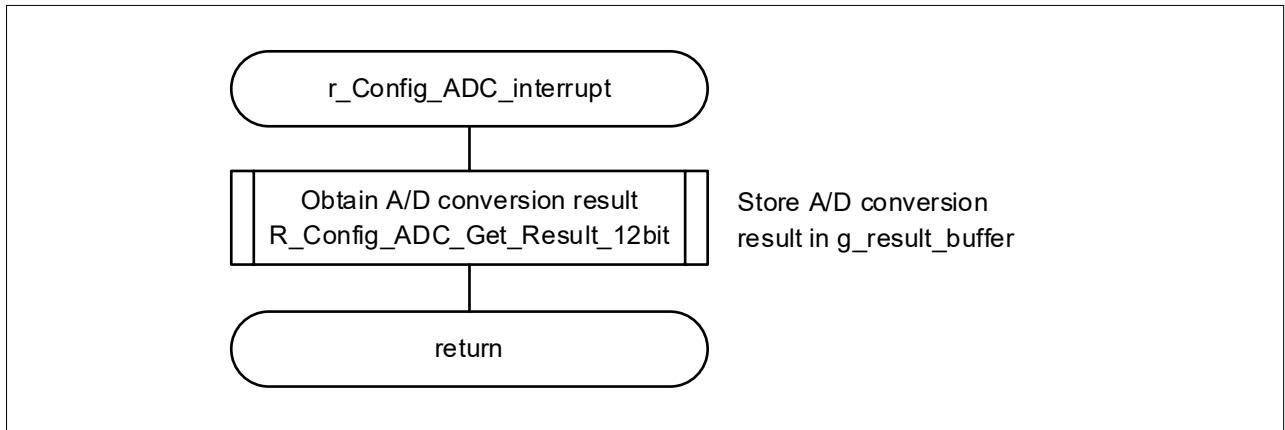 r_Config_ADC_interrupt
Obtain A/D conversion result
R_Config_ADC_Get_Result_12bit
Store A/D conversion
result in g_result_buffer
return